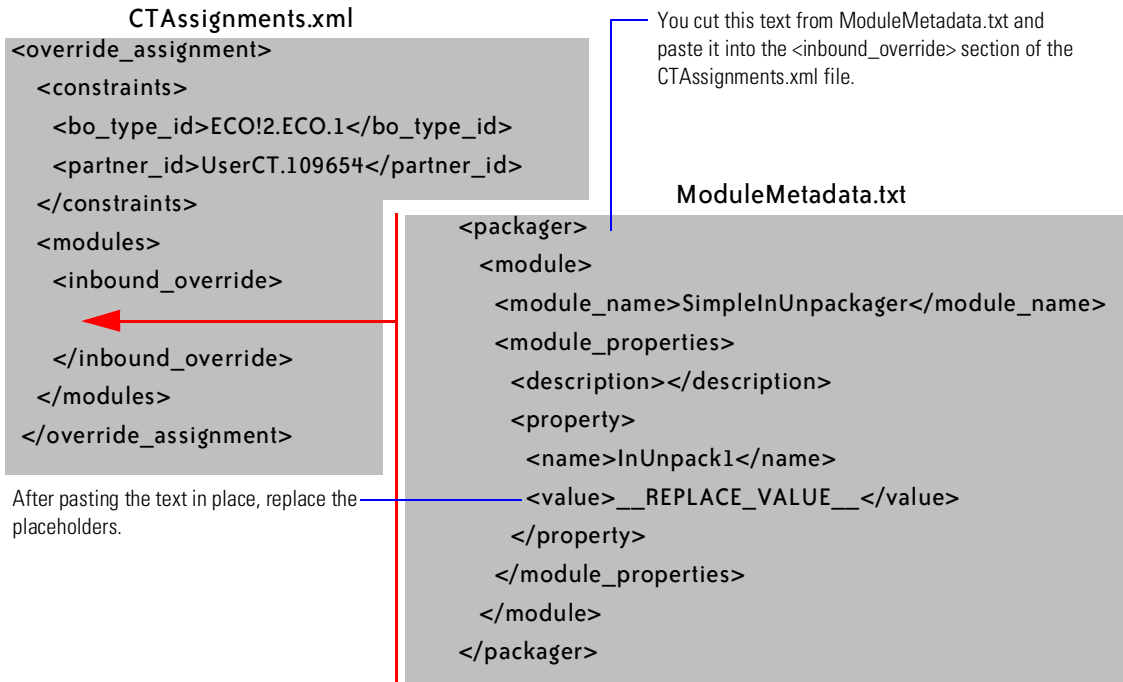 CTAssignments.xml
<override_assignment>
<constraints>
<bo_type_id>ECO!2.ECO.1</bo_type_id>
<partner_id>UserCT.109654</partner_id>
</constraints>
<modules>
<inbound_override>
</inbound_override>
</modules>
</override_assignment>
You cut this text from ModuleMetadata.txt and
paste it into the <inbound_override> section of the
CTAssignments.xml file.
ModuleMetadata.txt
<packager>
<module>
<module_name>SimpleInUnpackager</module_name>
<module_properties>
<description></description>
<property>
<name>InUnpack1</name>
<value>__REPLACE_VALUE__</value>
</property>
</module_properties>
</module>
</packager>
After pasting the text in place, replace the
placeholders.